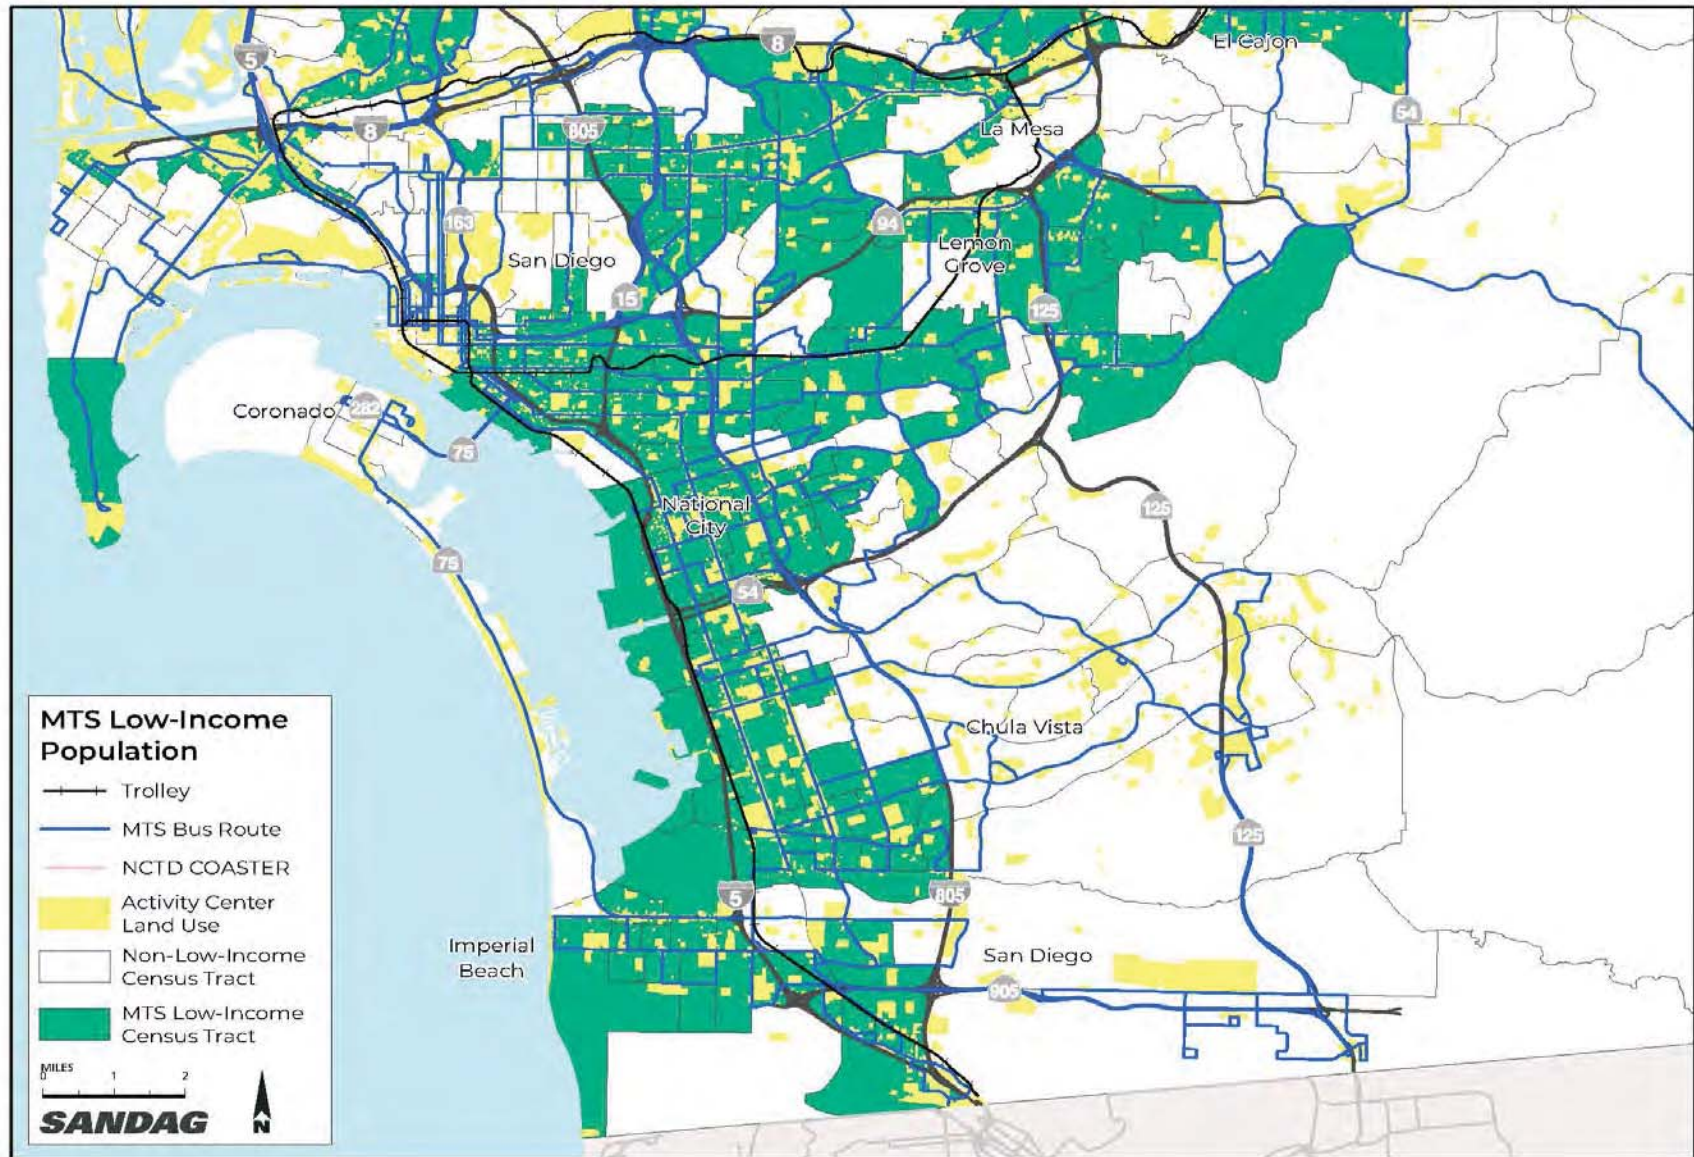 5
8
El Cajon
54
8
805
La Mesa
163
94
San Diego
Lemon
Grove
15
125
Coronado
282
75
National
City
125
75
54
MTS Low-Income
Population
Trolley
MTS Bus Route
NCTD COASTER
Activity Center
Land Use
Non-Low-Income
Census Tract
MTS Low-Income
Census Tract
MILES
0 1 2
SANDAG
N
Chula Vista
125
5
805
Imperial
Beach
San Diego
905